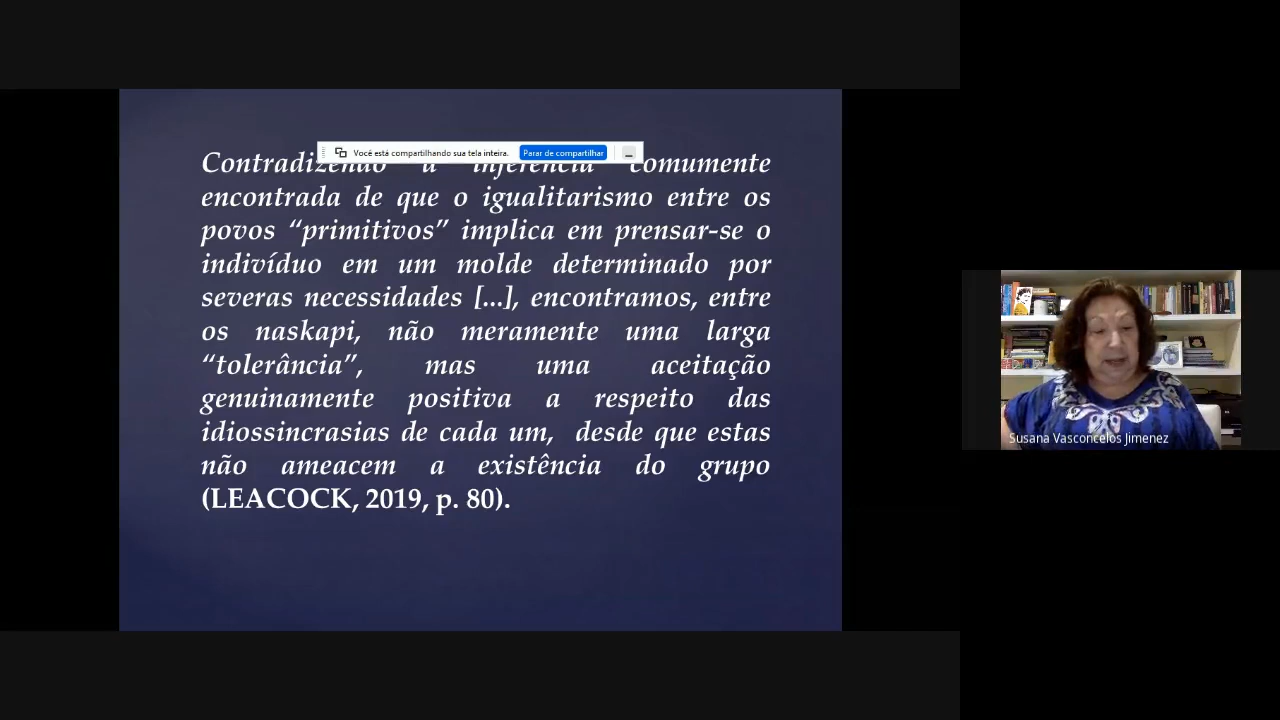 Você está compartilhando sua tela inteira. Parar de compartilhar
Contradizendo a inferência comumente
encontrada de que o igualitarismo entre os
povos “primitivos” implica em prensar-se o
indivíduo em um molde determinado por
severas necessidades [...], encontramos, entre
os naskapi, não meramente uma larga
“tolerância”, mas uma aceitação
genuinamente positiva a respeito das
idiossincrasias de cada um, desde que estas
não ameacem a existência do grupo
(LEACOCK, 2019, p. 80).
Susana Vasconcelos Jimenez